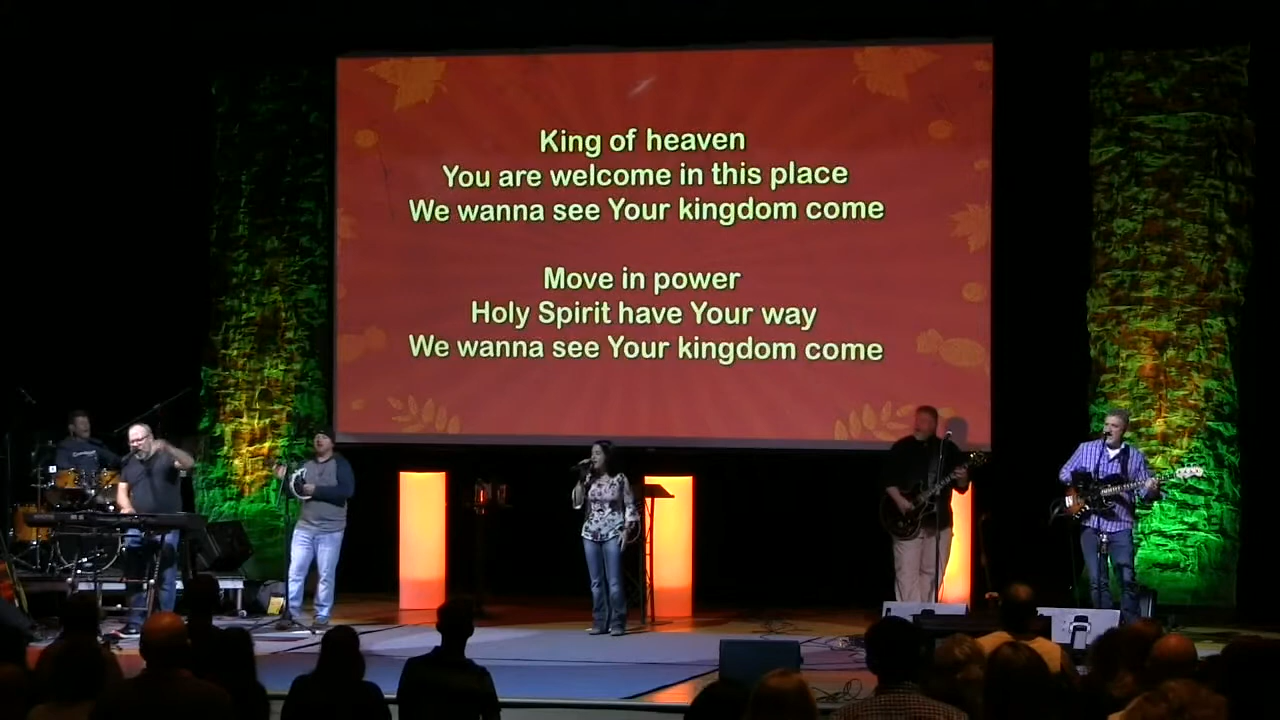 King of heaven
You are welcome in this place
We wanna see Your kingdom come
Move in power
Holy Spirit have Your way
We wanna see Your kingdom come